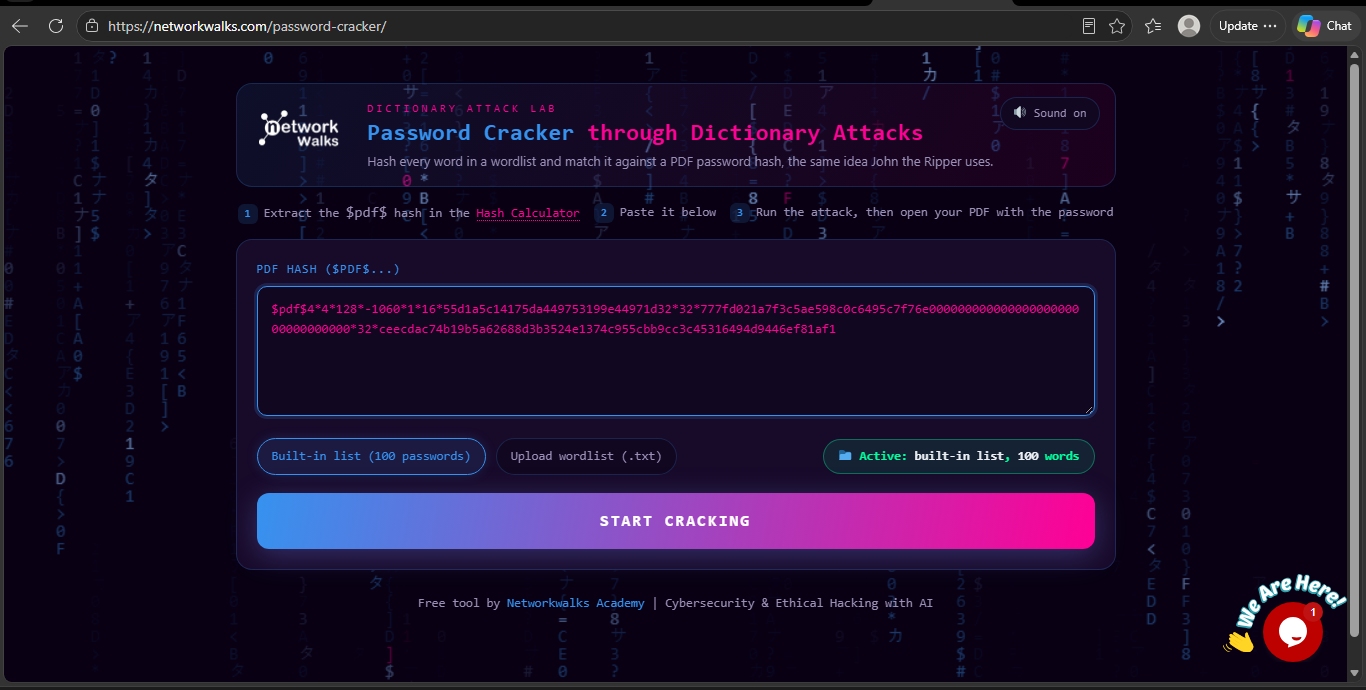 https://networkwalks.com/password-cracker/
Update
Chat
network
walks
DICTIONARY ATTACK LAB
Password Cracker through Dictionary Attacks
Hash every word in a wordlist and match it against a PDF password hash, the same idea John the Ripper uses.
Sound on
1 Extract the $pdf$ hash in the Hash Calculator 2 Paste it below 3 Run the attack, then open your PDF with the password
PDF HASH ($PDF$...)
$pdf$4*4*128*-1060*1*16*55d1a5c14175da449753199e44971d32*32*777fd021a7f3c5ae598c0c6495c7f76e0000000000000000000
0000000000000*32*ceecdac74b19b5a62688d3b3524e1374c955cbb9cc3c45316494d9446ef81af1
Built-in list (100 passwords)
Upload wordlist (.txt)
Active: built-in list, 100 words
START CRACKING
Free tool by Networkwalks Academy | Cybersecurity & Ethical Hacking with AI
We Are Here!
1